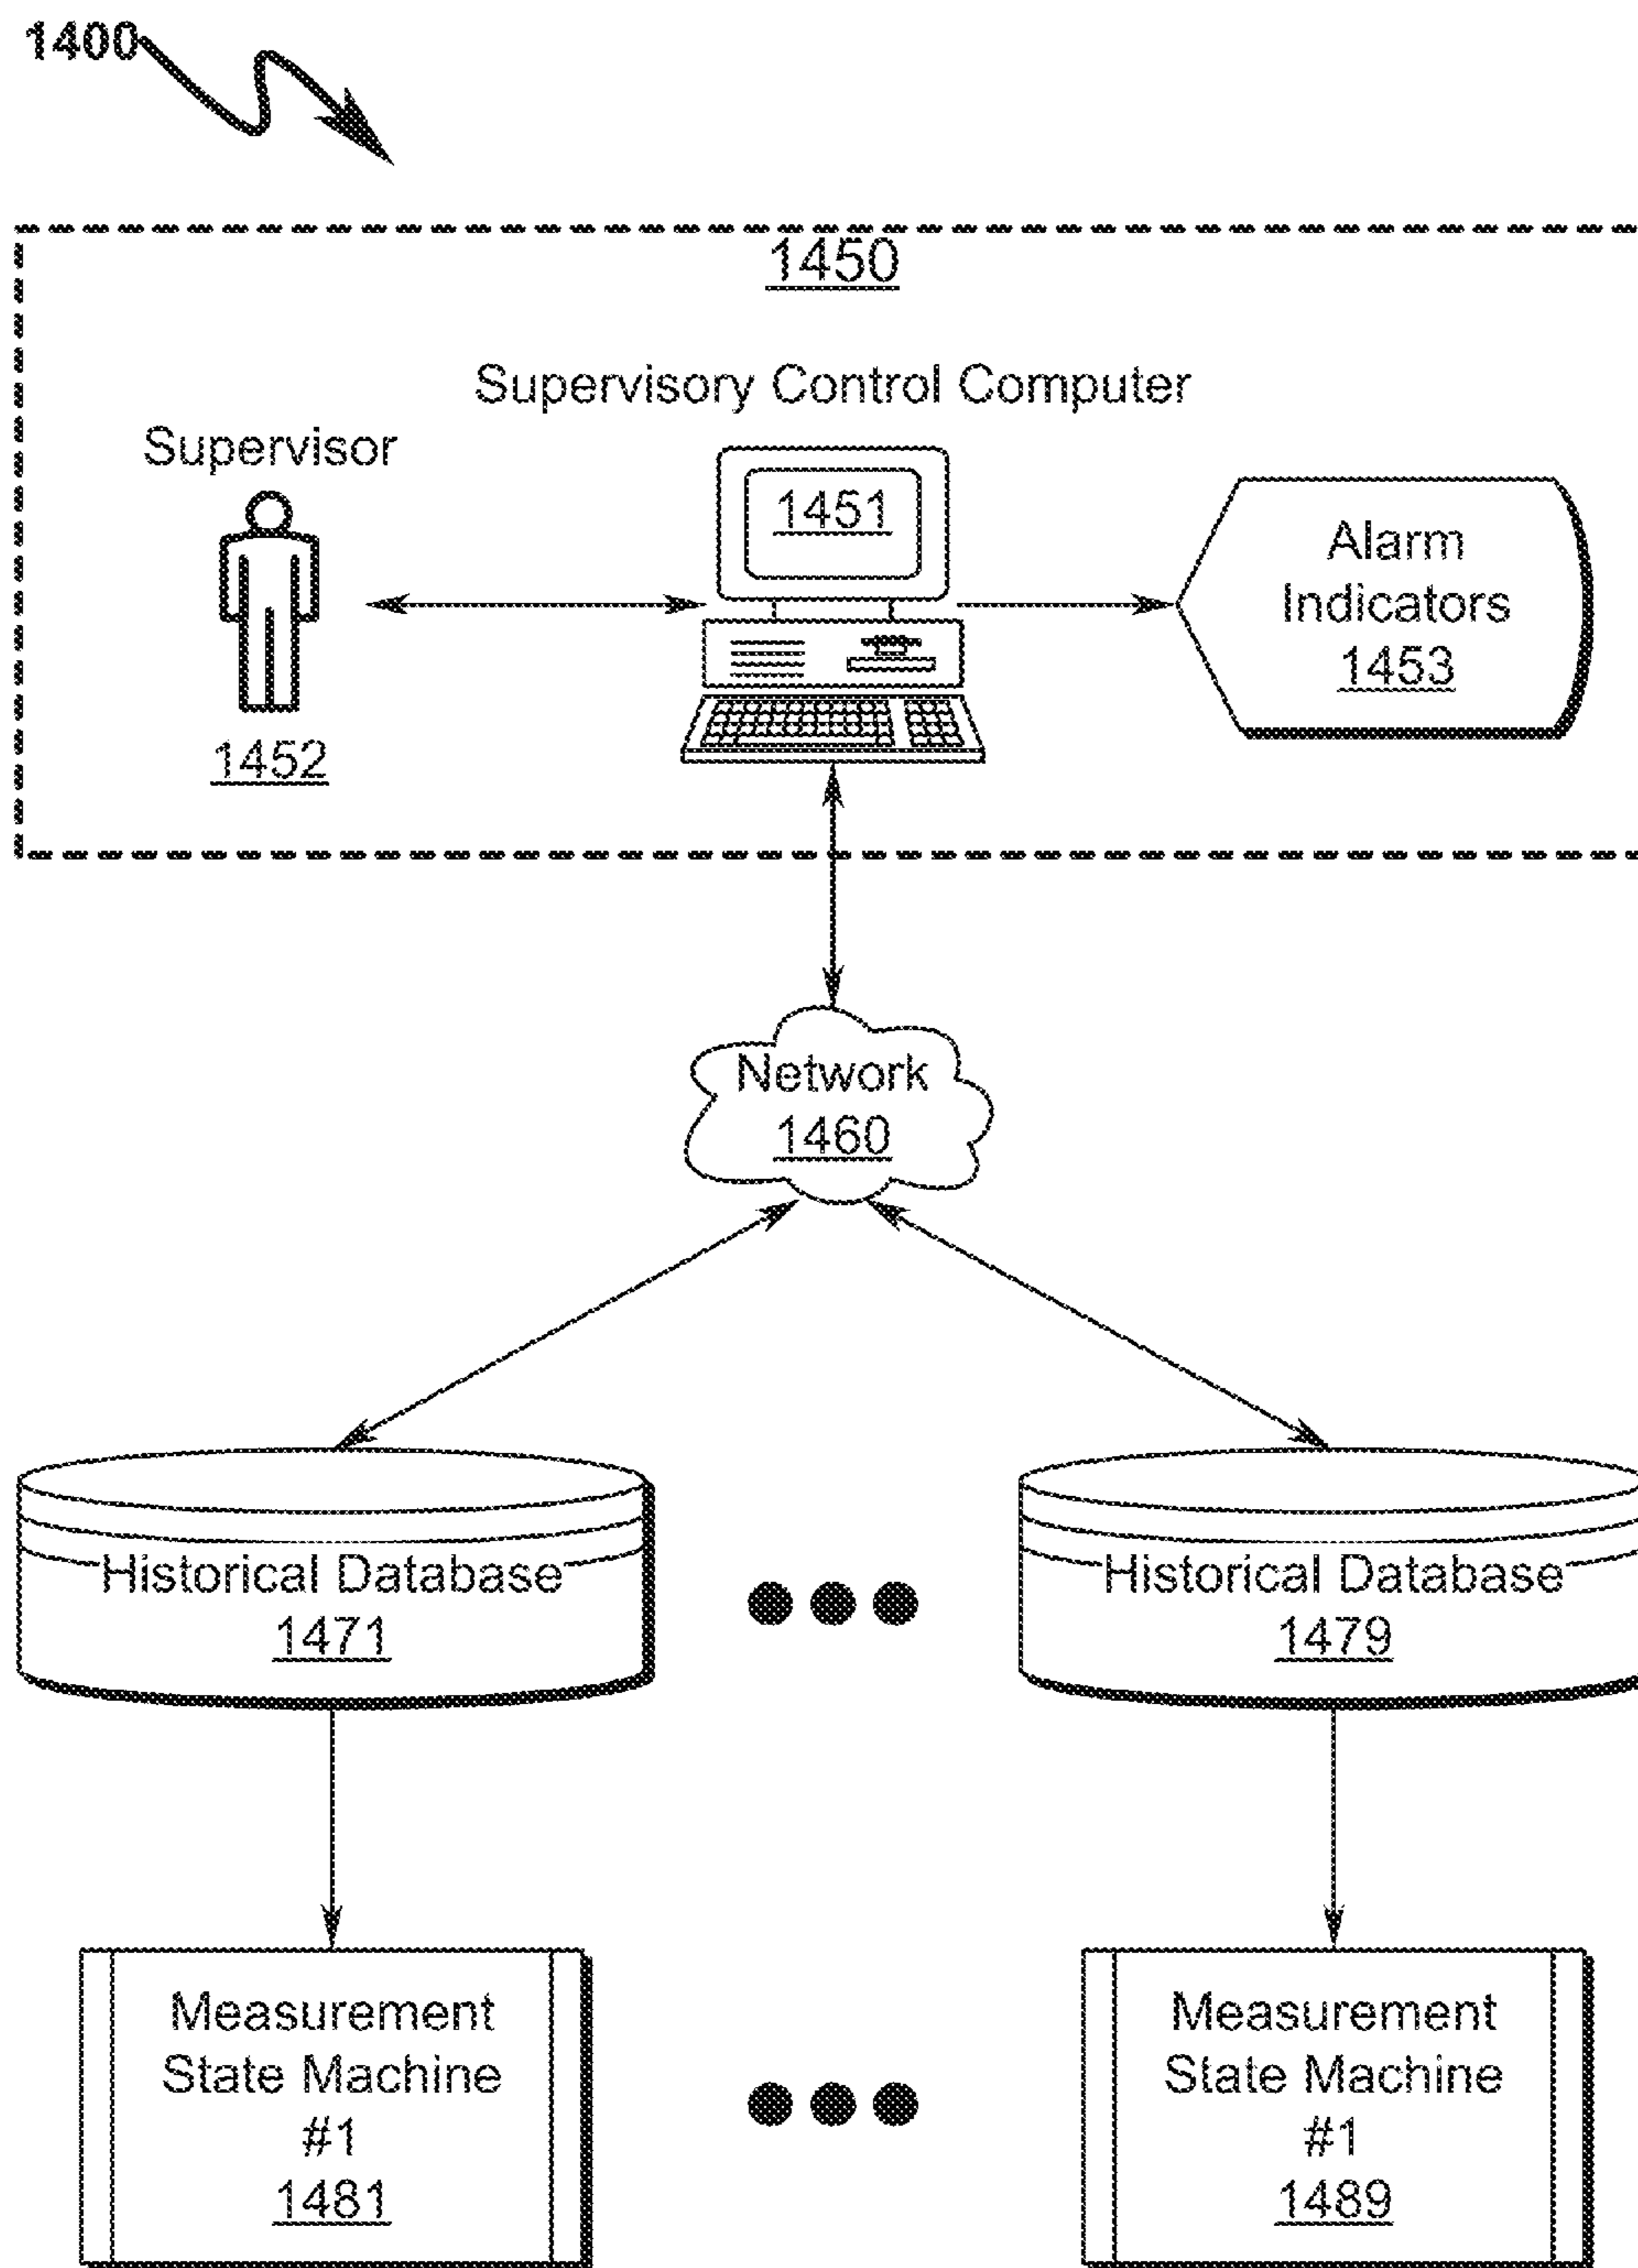 1400
1450
Supervisory Control Computer
Supervisor
1451
Alarm
Indicators
1453
1452
Network
1460
Historical Database
1471
Historical Database
1479
Measurement
State Machine
#1
1481
Measurement
State Machine
#1
1489